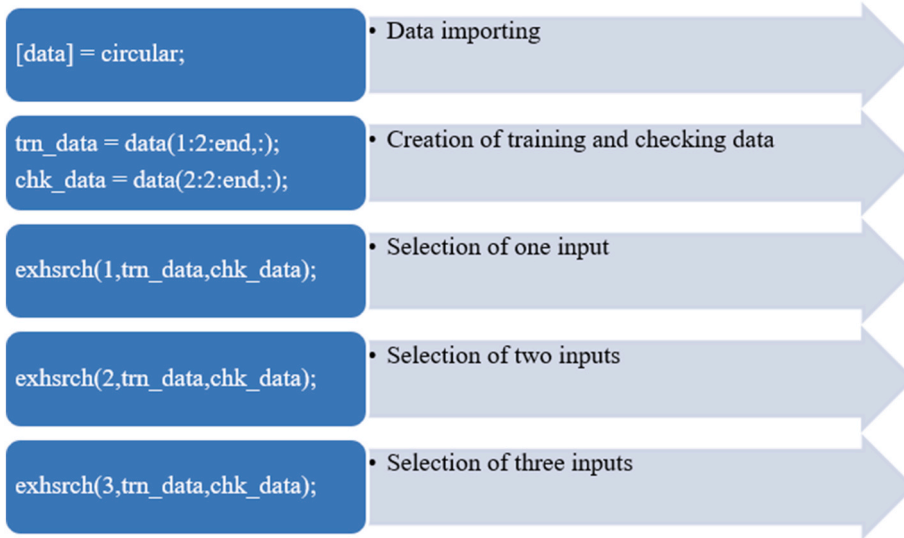 [data] = circular;
• Data importing
trn_data = data(1:2:end,:);
chk_data = data(2:2:end,:);
• Creation of training and checking data
exhsrch(1,trn_data,chk_data);
• Selection of one input
exhsrch(2,trn_data,chk_data);
• Selection of two inputs
exhsrch(3,trn_data,chk_data);
• Selection of three inputs